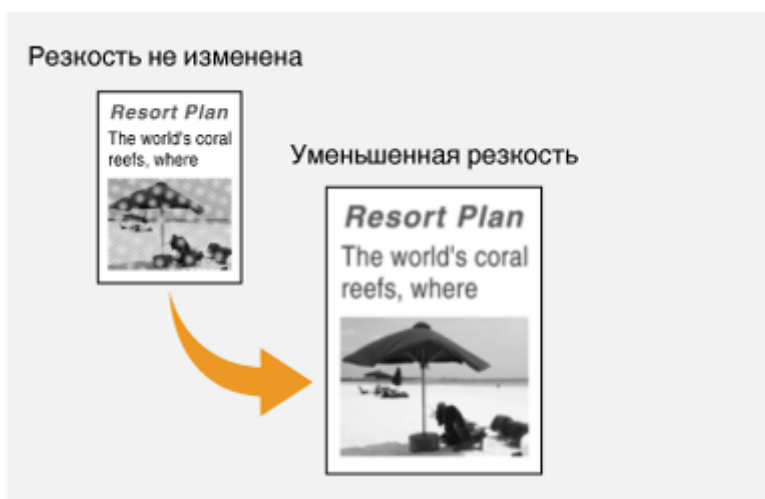 Резкость не изменена
Resort Plan
The world's coral
reefs, where
Уменьшенная резкость
Resort Plan
The world's coral
reefs, where